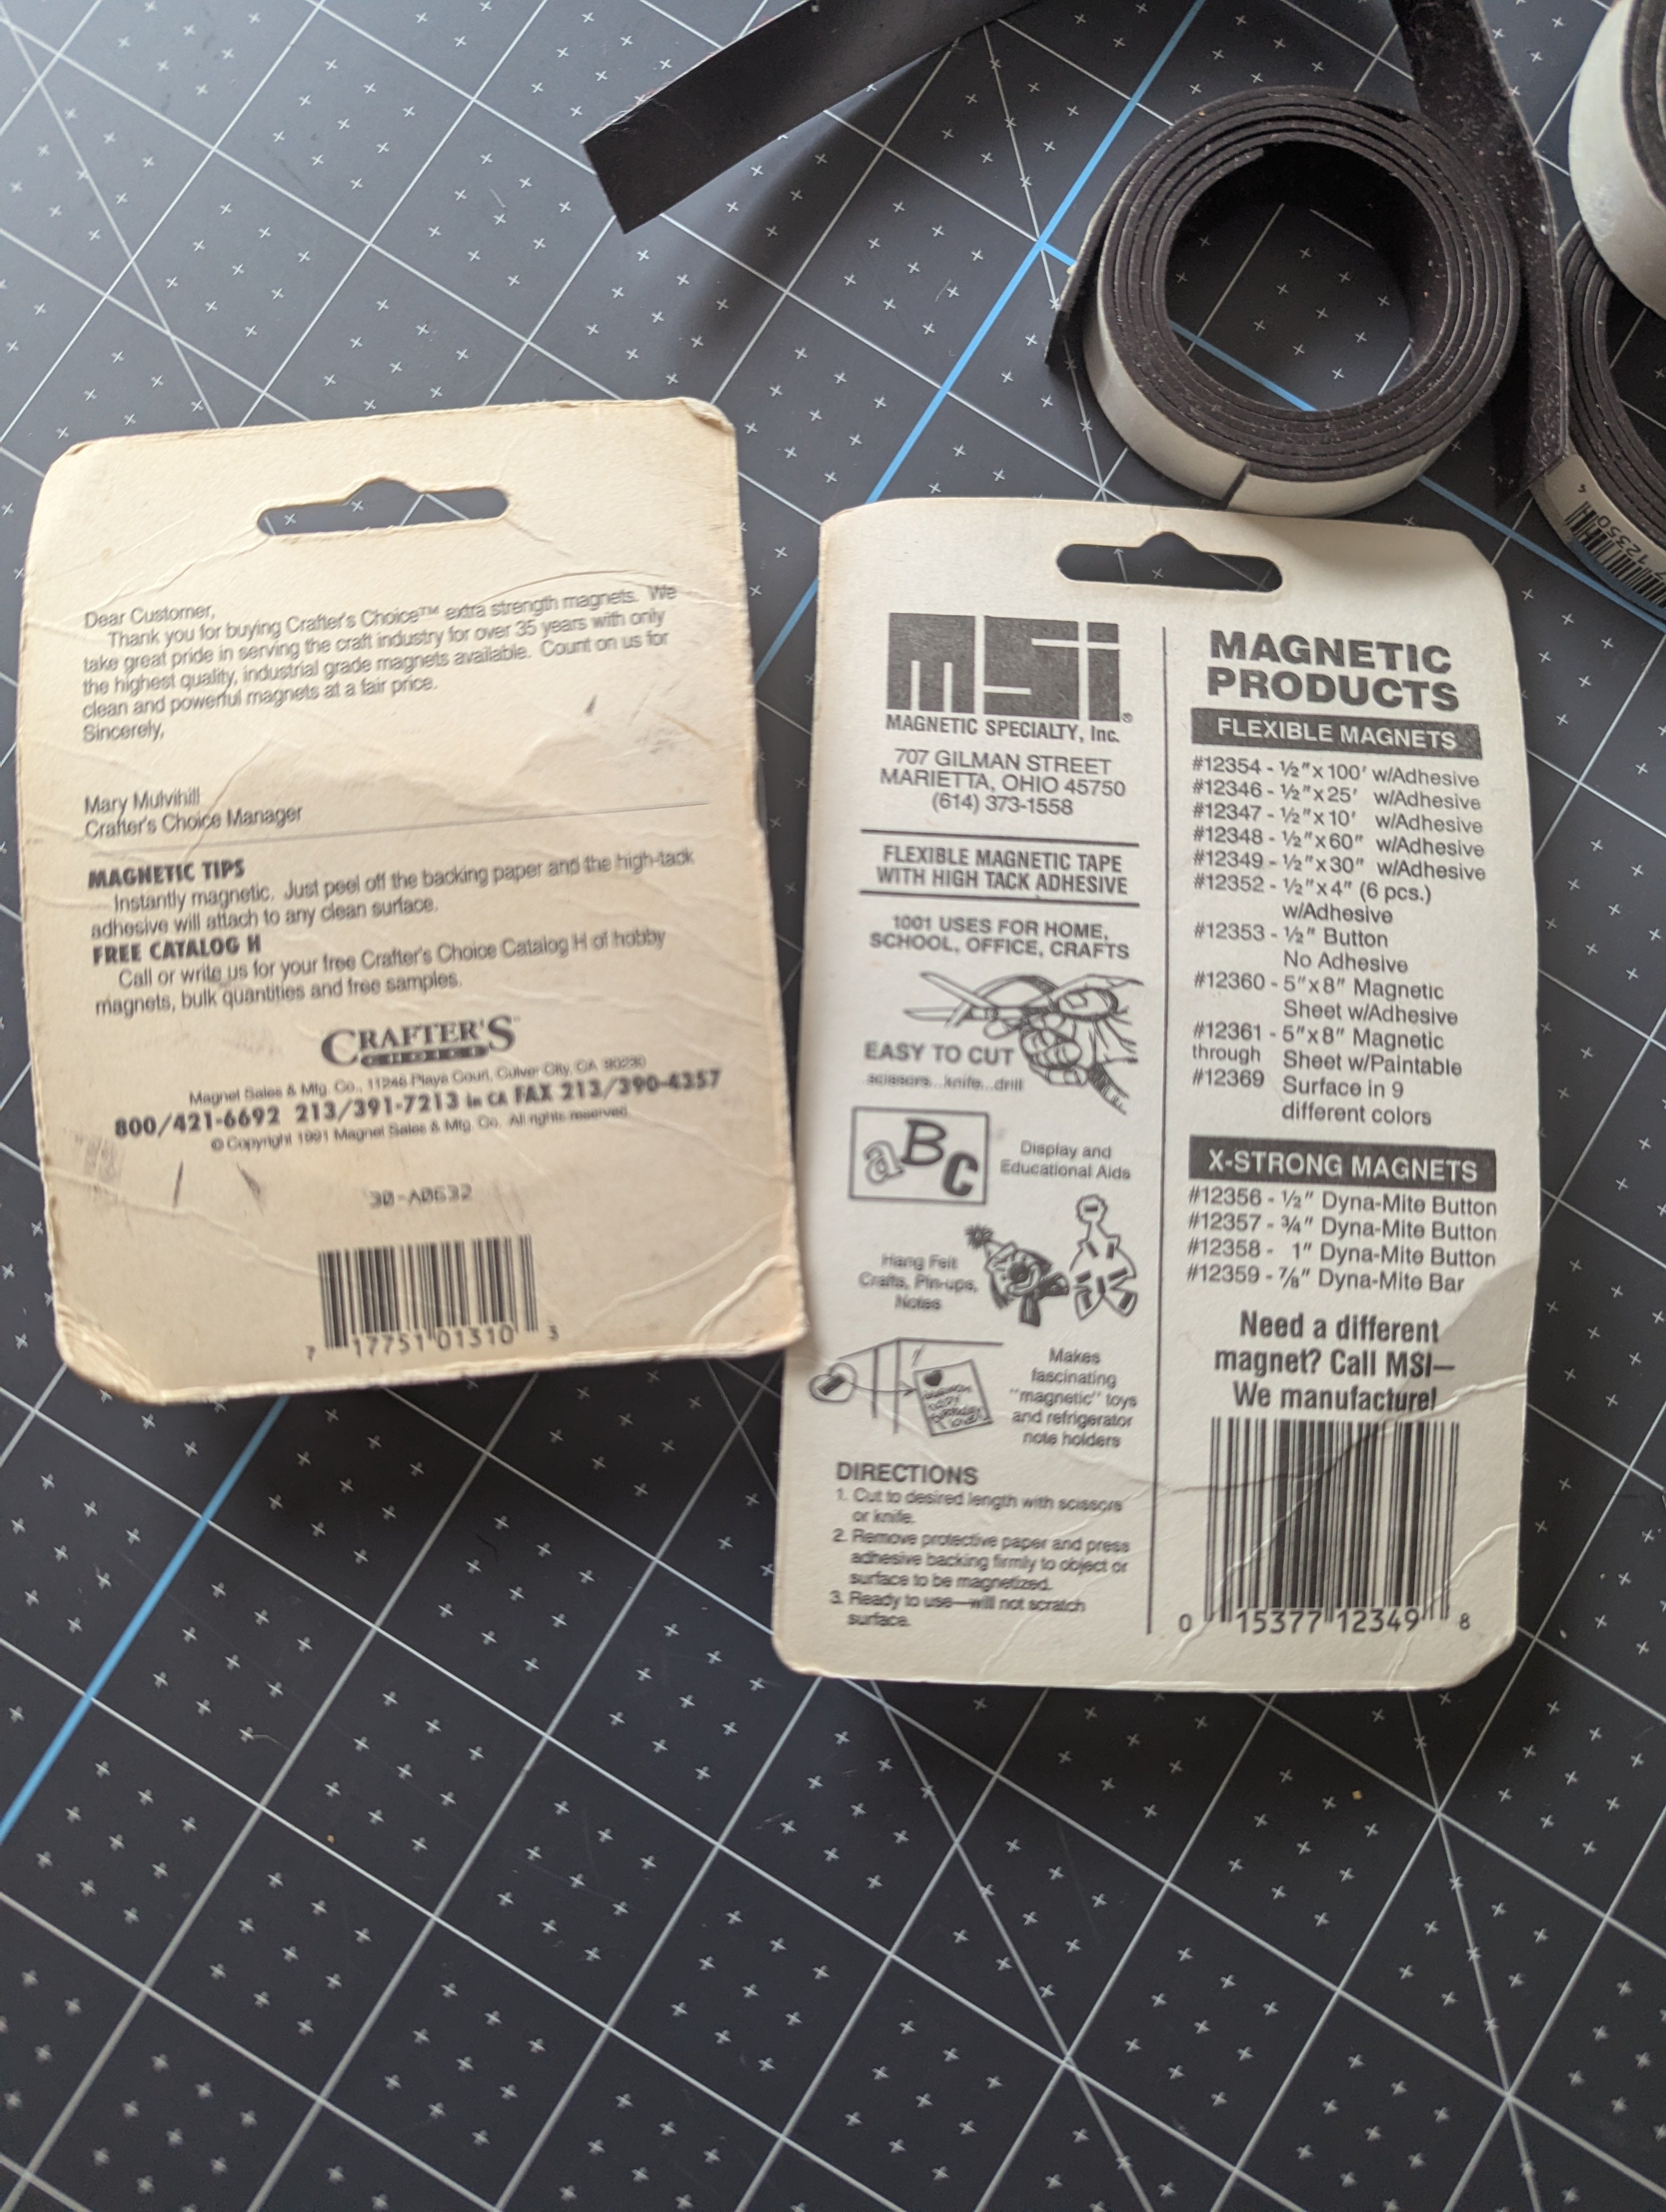 Dear Customer,
Thank you for buying Crafter's Choice™ extra strength magnets. We
take great pride in serving the craft industry for over 35 years with only
the highest quality, industrial grade magnets available. Count on us for
clean and powerful magnets at a fair price.
Sincerely,
Mary Mulvihill
Crafter's Choice Manager
MAGNETIC TIPS
Instantly magnetic. Just peel off the backing paper and the high-tack
adhesive will attach to any clean surface.
FREE CATALOG H
Call or write us for your free Crafter's Choice Catalog H of hobby
magnets, bulk quantities and free samples.
CRAFTER'S™
CHOICE
Magnet Sales & Mfg. Co., 11248 Playa Court, Culver City, CA 90230
800/421-6692 213/391-7213 in CA FAX 213/390-4357
© Copyright 1991 Magnet Sales & Mfg. Co. All rights reserved.
30-A0632
7 17751 01310 3
msi®
MAGNETIC SPECIALTY, Inc.
707 GILMAN STREET
MARIETTA, OHIO 45750
(614) 373-1558
FLEXIBLE MAGNETIC TAPE
WITH HIGH TACK ADHESIVE
1001 USES FOR HOME,
SCHOOL, OFFICE, CRAFTS
EASY TO CUT
scissors...knife...drill
aBC
Display and
Educational Aids
Hang Felt
Crafts, Pin-ups,
Notes
Makes
fascinating
"magnetic" toys
and refrigerator
note holders
DIRECTIONS
1. Cut to desired length with scissors
or knife.
2. Remove protective paper and press
adhesive backing firmly to object or
surface to be magnetized.
3. Ready to use—will not scratch
surface.
MAGNETIC
PRODUCTS
FLEXIBLE MAGNETS
#12354 - ½" x 100' w/Adhesive
#12346 - ½" x 25' w/Adhesive
#12347 - ½" x 10' w/Adhesive
#12348 - ½" x 60" w/Adhesive
#12349 - ½" x 30" w/Adhesive
#12352 - ½" x 4" (6 pcs.)
w/Adhesive
#12353 - ½" Button
No Adhesive
#12360 - 5" x 8" Magnetic
Sheet w/Adhesive
#12361 - 5" x 8" Magnetic
through Sheet w/Paintable
#12369 Surface in 9
different colors
X-STRONG MAGNETS
#12356 - ½" Dyna-Mite Button
#12357 - ¾" Dyna-Mite Button
#12358 - 1" Dyna-Mite Button
#12359 - ⅞" Dyna-Mite Bar
Need a different
magnet? Call MSI—
We manufacture!
0 15377 12349 8
7 12350 4